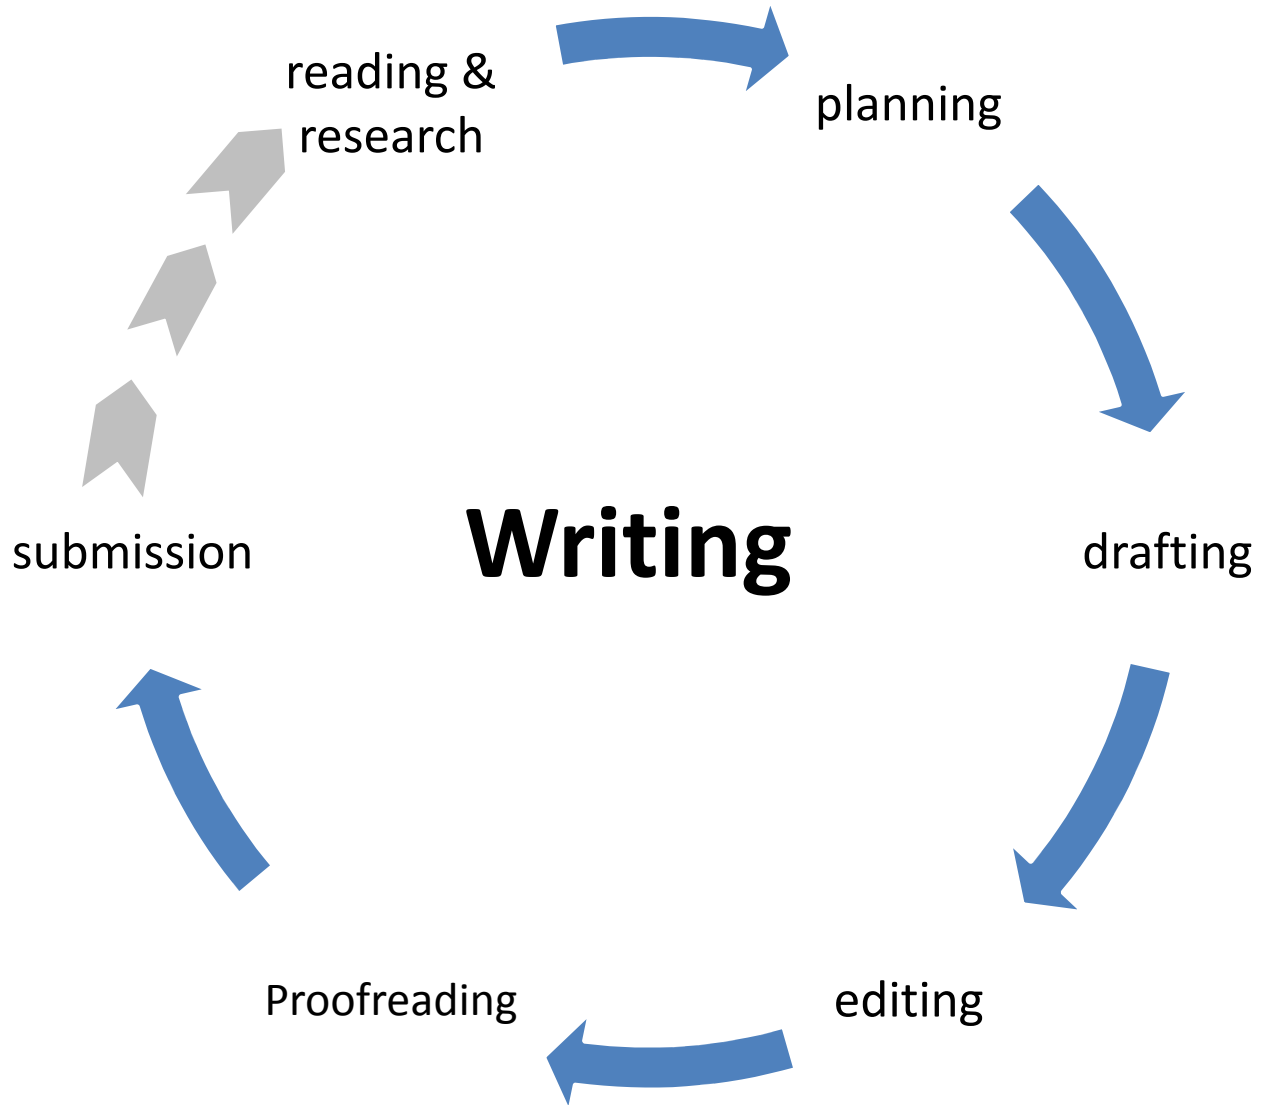 reading &
research
planning
drafting
editing
Proofreading
submission
Writing